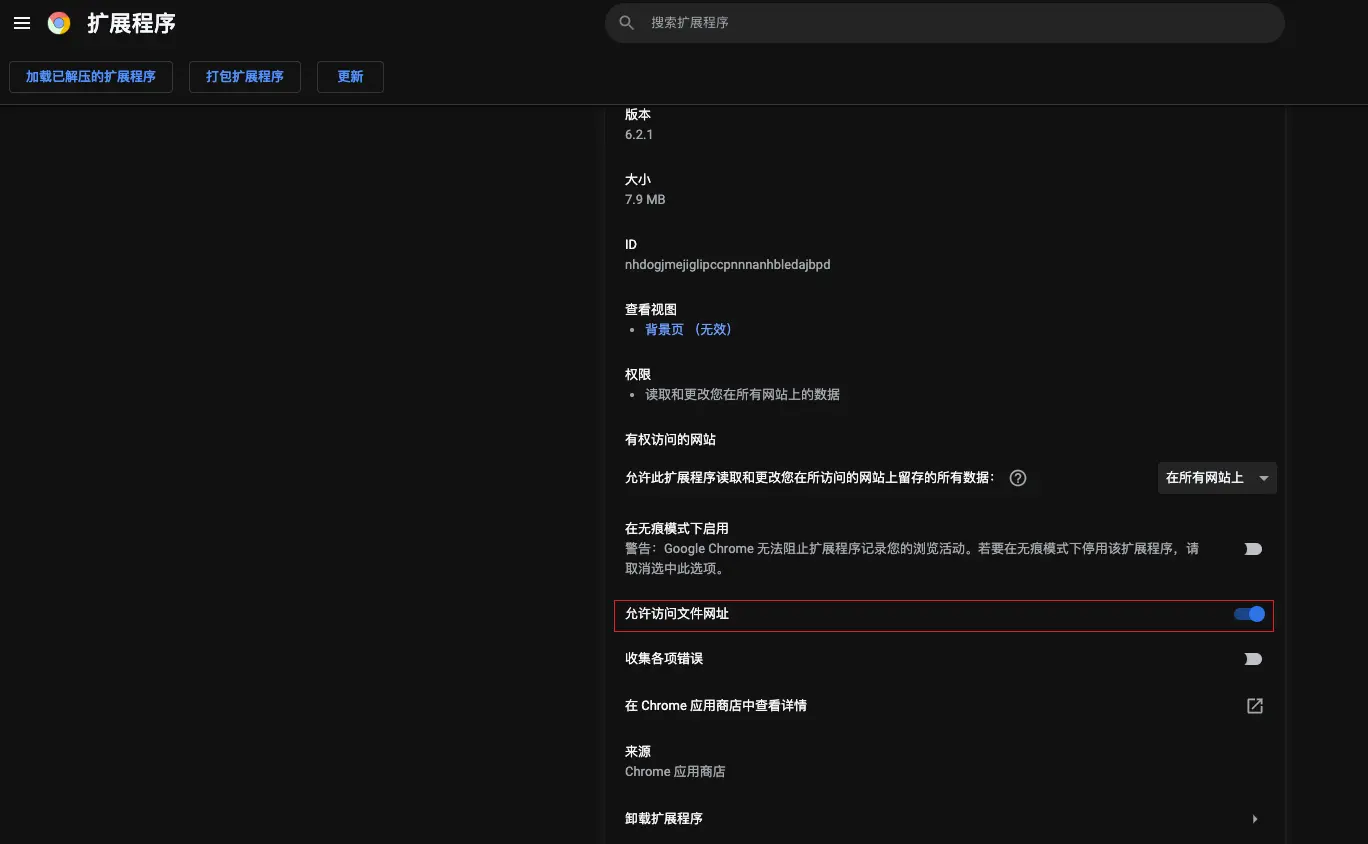 扩展程序
搜索扩展程序
加载已解压的扩展程序
打包扩展程序
更新
版本
6.2.1
大小
7.9 MB
ID
nhdogjmejiglipccpnnnanhbledajbpd
查看视图
背景页 （无效）
权限
读取和更改您在所有网站上的数据
有权访问的网站
允许此扩展程序读取和更改您在所访问的网站上留存的所有数据：
在所有网站上
在无痕模式下启用
警告：Google Chrome 无法阻止扩展程序记录您的浏览活动。若要在无痕模式下停用该扩展程序，请
取消选中此选项。
允许访问文件网址
收集各项错误
在 Chrome 应用商店中查看详情
来源
Chrome 应用商店
卸载扩展程序